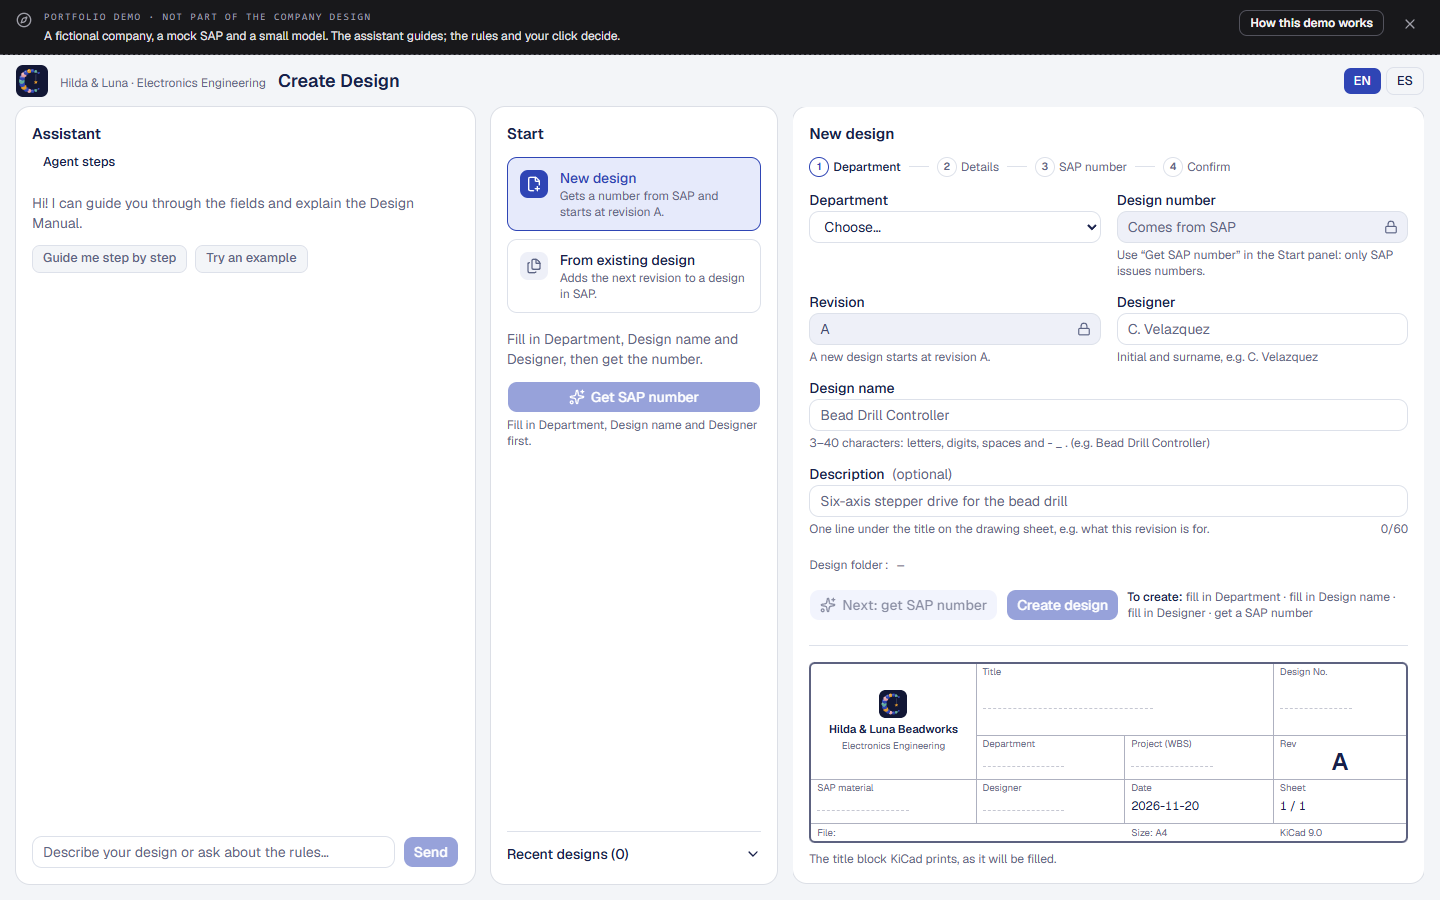 PORTFOLIO DEMO · NOT PART OF THE COMPANY DESIGN
A fictional company, a mock SAP and a small model. The assistant guides; the rules and your click decide.
How this demo works
Hilda & Luna · Electronics Engineering
Create Design
EN
ES
Assistant
Agent steps
Hi! I can guide you through the fields and explain the Design
Manual.
Guide me step by step
Try an example
Describe your design or ask about the rules...
Send
Start
New design
Gets a number from SAP and
starts at revision A.
From existing design
Adds the next revision to a design
in SAP.
Fill in Department, Design name and
Designer, then get the number.
Get SAP number
Fill in Department, Design name and Designer
first.
Recent designs (0)
New design
1 Department
2 Details
3 SAP number
4 Confirm
Department
Choose...
Design number
Comes from SAP
Use “Get SAP number” in the Start panel: only SAP
issues numbers.
Revision
A
A new design starts at revision A.
Designer
C. Velazquez
Initial and surname, e.g. C. Velazquez
Design name
Bead Drill Controller
3–40 characters: letters, digits, spaces and - _ . (e.g. Bead Drill Controller)
Description (optional)
Six-axis stepper drive for the bead drill
One line under the title on the drawing sheet, e.g. what this revision is for.
0/60
Design folder : –
Next: get SAP number
Create design
To create: fill in Department · fill in Design name ·
fill in Designer · get a SAP number
Hilda & Luna Beadworks
Electronics Engineering
Title
Design No.
Department
Project (WBS)
Rev
A
SAP material
Designer
Date
2026-11-20
Sheet
1 / 1
File:
Size: A4
KiCad 9.0
The title block KiCad prints, as it will be filled.